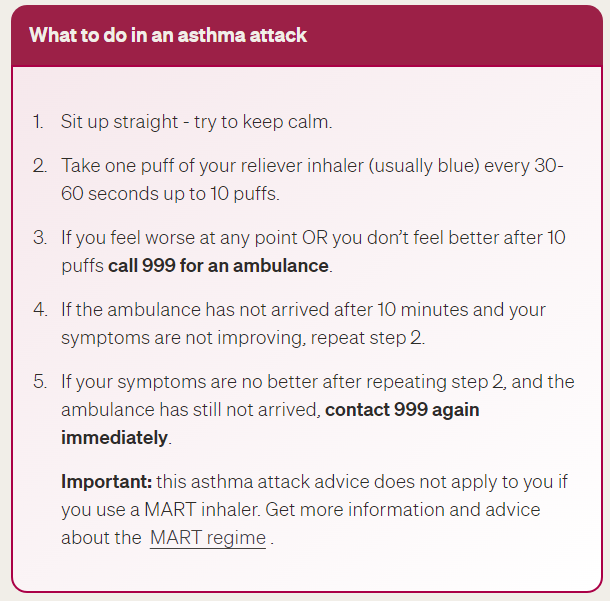 What to do in an asthma attack
1. Sit up straight - try to keep calm.
2. Take one puff of your reliever inhaler (usually blue) every 30-
60 seconds up to 10 puffs.
3. If you feel worse at any point OR you don’t feel better after 10
puffs call 999 for an ambulance.
4. If the ambulance has not arrived after 10 minutes and your
symptoms are not improving, repeat step 2.
5. If your symptoms are no better after repeating step 2, and the
ambulance has still not arrived, contact 999 again
immediately.
Important: this asthma attack advice does not apply to you if
you use a MART inhaler. Get more information and advice
about the MART regime .